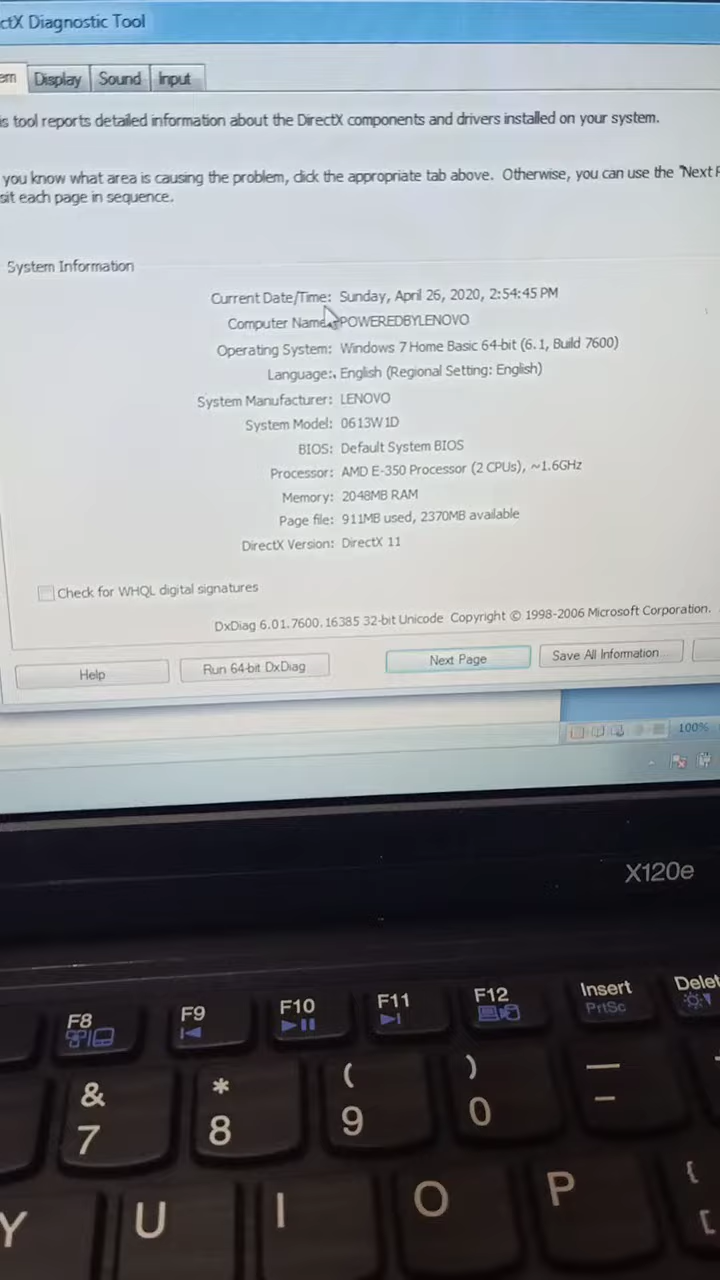 ctX Diagnostic Tool
em Display Sound Input
is tool reports detailed information about the DirectX components and drivers installed on your system.
you know what area is causing the problem, click the appropriate tab above. Otherwise, you can use the "Next P
sit each page in sequence.
System Information
Current Date/Time: Sunday, April 26, 2020, 2:54:45 PM
Computer Name: POWEREDBYLENOVO
Operating System: Windows 7 Home Basic 64-bit (6.1, Build 7600)
Language: English (Regional Setting: English)
System Manufacturer: LENOVO
System Model: 0613W1D
BIOS: Default System BIOS
Processor: AMD E-350 Processor (2 CPUs), ~1.6GHz
Memory: 2048MB RAM
Page file: 911MB used, 2370MB available
DirectX Version: DirectX 11
Check for WHQL digital signatures
DxDiag 6.01.7600.16385 32-bit Unicode Copyright © 1998-2006 Microsoft Corporation.
Help Run 64-bit DxDiag Next Page Save All Information...
100%
X120e
F8 F9 F10 F11 F12 Insert Delet
PrtSc
& * ( ) —
7 8 9 0 -
Y U I O P {
[